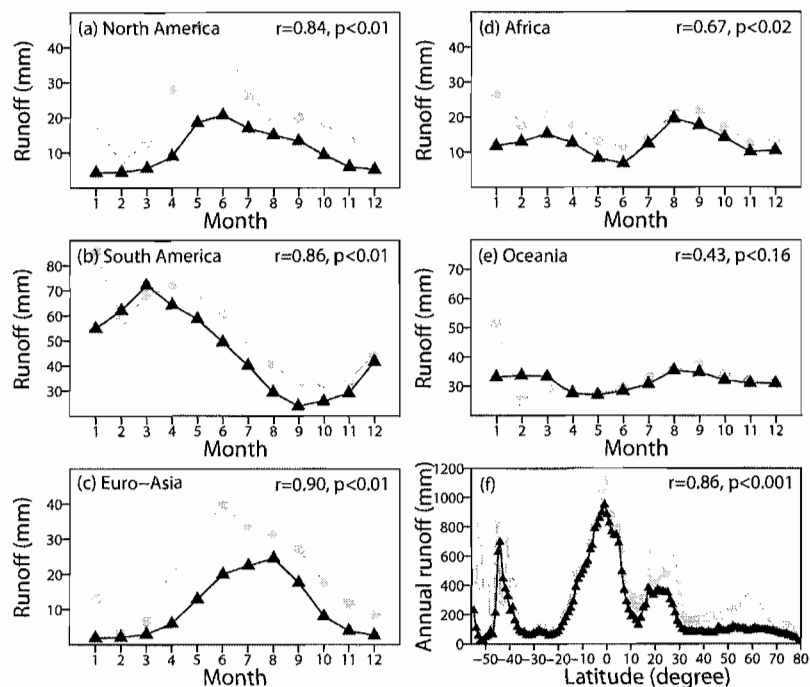 (a) North America r=0.84, p<0.01
Runoff (mm)
40
30
20
10
1 2 3 4 5 6 7 8 9 10 11 12
Month
(d) Africa r=0.67, p<0.02
Runoff (mm)
40
30
20
10
1 2 3 4 5 6 7 8 9 10 11 12
Month
(b) South America r=0.86, p<0.01
Runoff (mm)
80
70
60
50
40
30
1 2 3 4 5 6 7 8 9 10 11 12
Month
(e) Oceania r=0.43, p<0.16
Runoff (mm)
70
60
50
40
30
1 2 3 4 5 6 7 8 9 10 11 12
Month
(c) Euro-Asia r=0.90, p<0.01
Runoff (mm)
40
30
20
10
1 2 3 4 5 6 7 8 9 10 11 12
Month
(f) r=0.86, p<0.001
Annual runoff (mm)
1200
1000
800
600
400
200
0
-50-40-30-20-10 0 10 20 30 40 50 60 70 80
Latitude (degree)